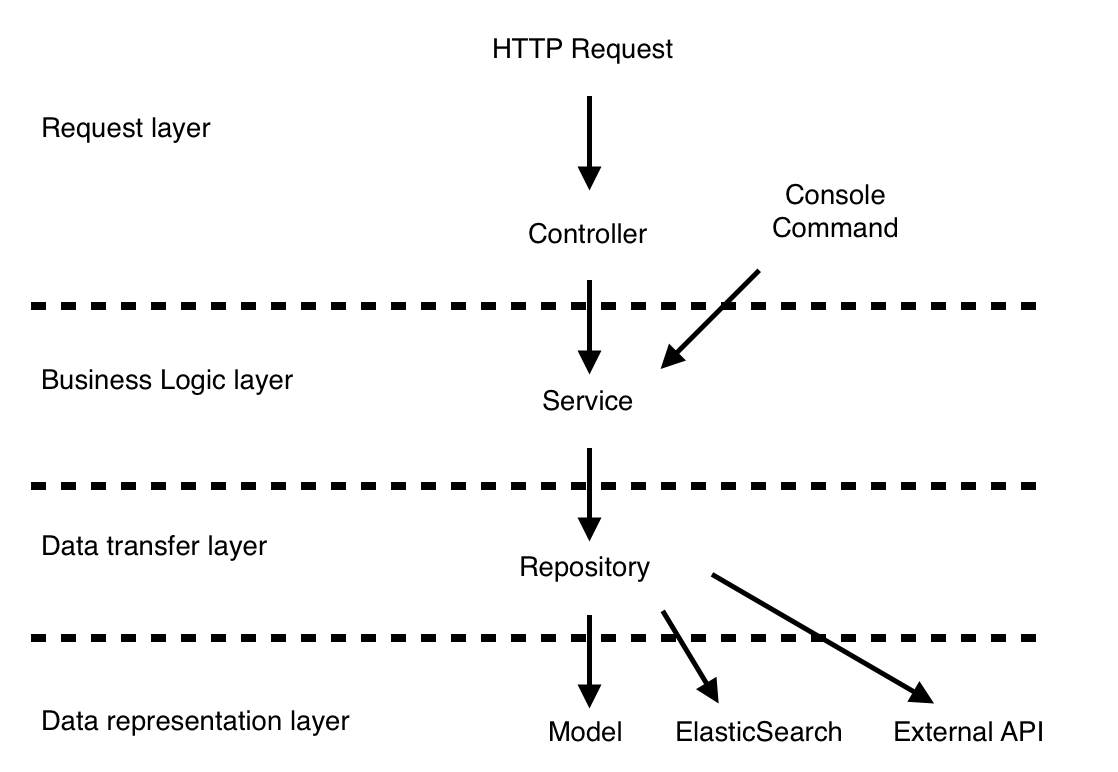 HTTP Request
Request layer
Console
Command
Controller
Business Logic layer
Service
Data transfer layer
Repository
Data representation layer
Model
ElasticSearch
External API